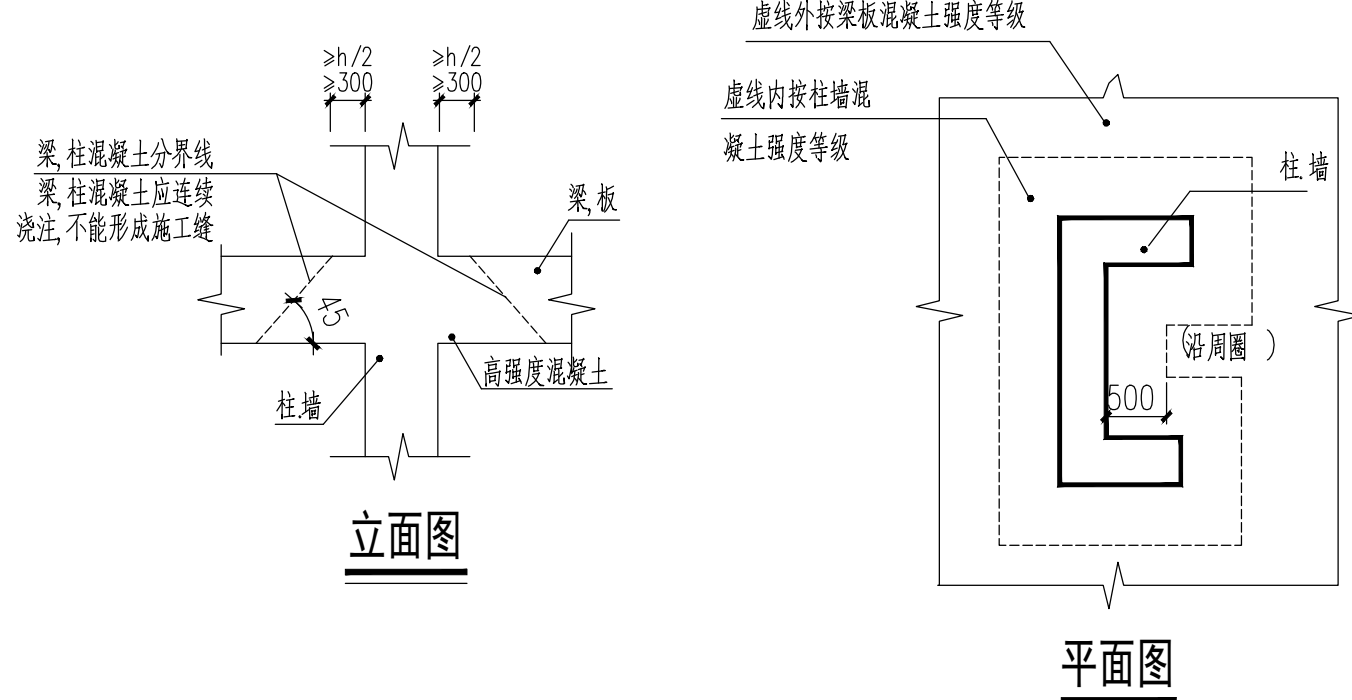 ≥h/2
≥300
≥h/2
≥300
梁,柱混凝土分界线
梁,柱混凝土应连续
浇注,不能形成施工缝
梁,板
45
高强度混凝土
柱.墙
立面图
虚线外按梁板混凝土强度等级
虚线内按柱墙混
凝土强度等级
柱.墙
(沿周圈 )
500
平面图